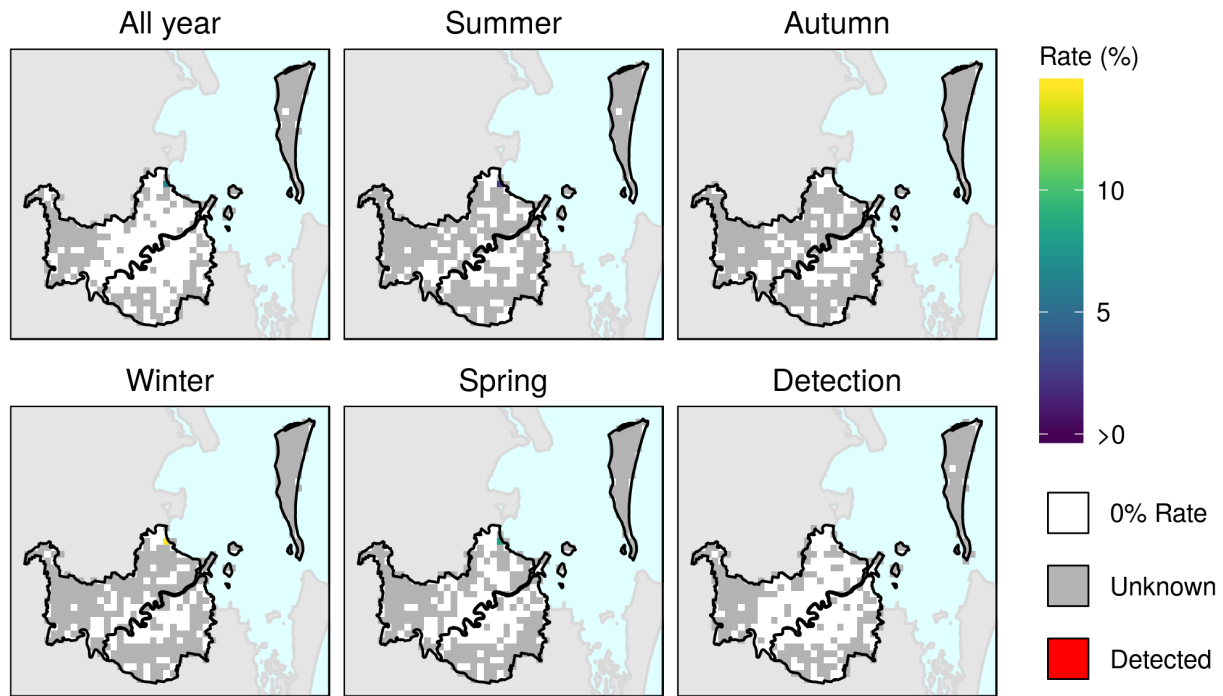 All year
Summer
Autumn
Rate (%)
10
5
>0
Winter
Spring
Detection
0% Rate
Unknown
Detected